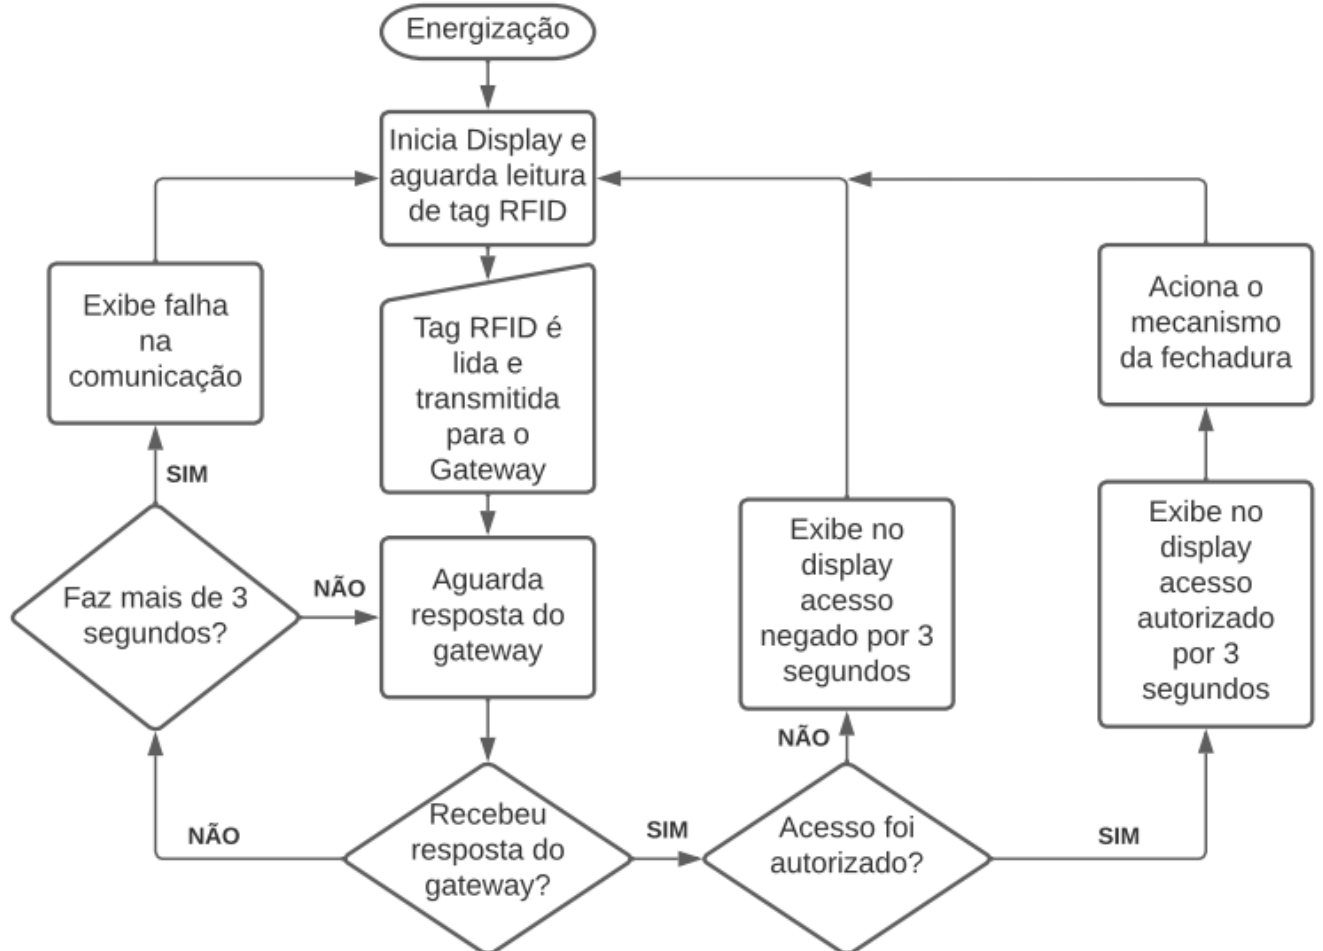 Energização
Inicia Display e
aguarda leitura
de tag RFID
Exibe falha
na
comunicação
Tag RFID é
lida e
transmitida
para o
Gateway
Aciona o
mecanismo
da fechadura
SIM
Faz mais de 3
segundos?
NÃO
Aguarda
resposta do
gateway
Exibe no
display
acesso
negado por 3
segundos
Exibe no
display
acesso
autorizado
por 3
segundos
NÃO
NÃO
Recebeu
resposta do
gateway?
SIM
Acesso foi
autorizado?
SIM